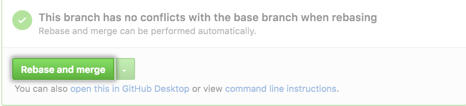 This branch has no conflicts with the base branch when rebasing
Rebase and merge can be performed automatically.
Rebase and merge
You can also open this in GitHub Desktop or view command line instructions.